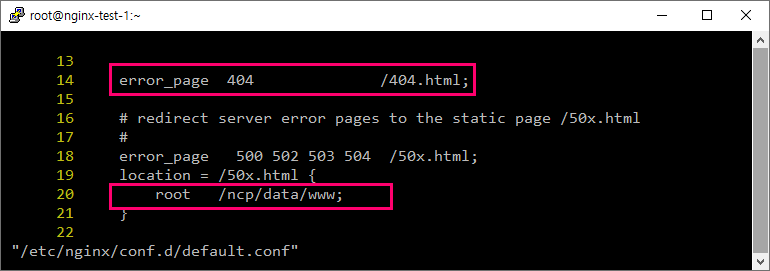 root@nginx-test-1:~
13
14 error_page 404 /404.html;
15
16 # redirect server error pages to the static page /50x.html
17 #
18 error_page 500 502 503 504 /50x.html;
19 location = /50x.html {
20 root /ncp/data/www;
21 }
22
"/etc/nginx/conf.d/default.conf"